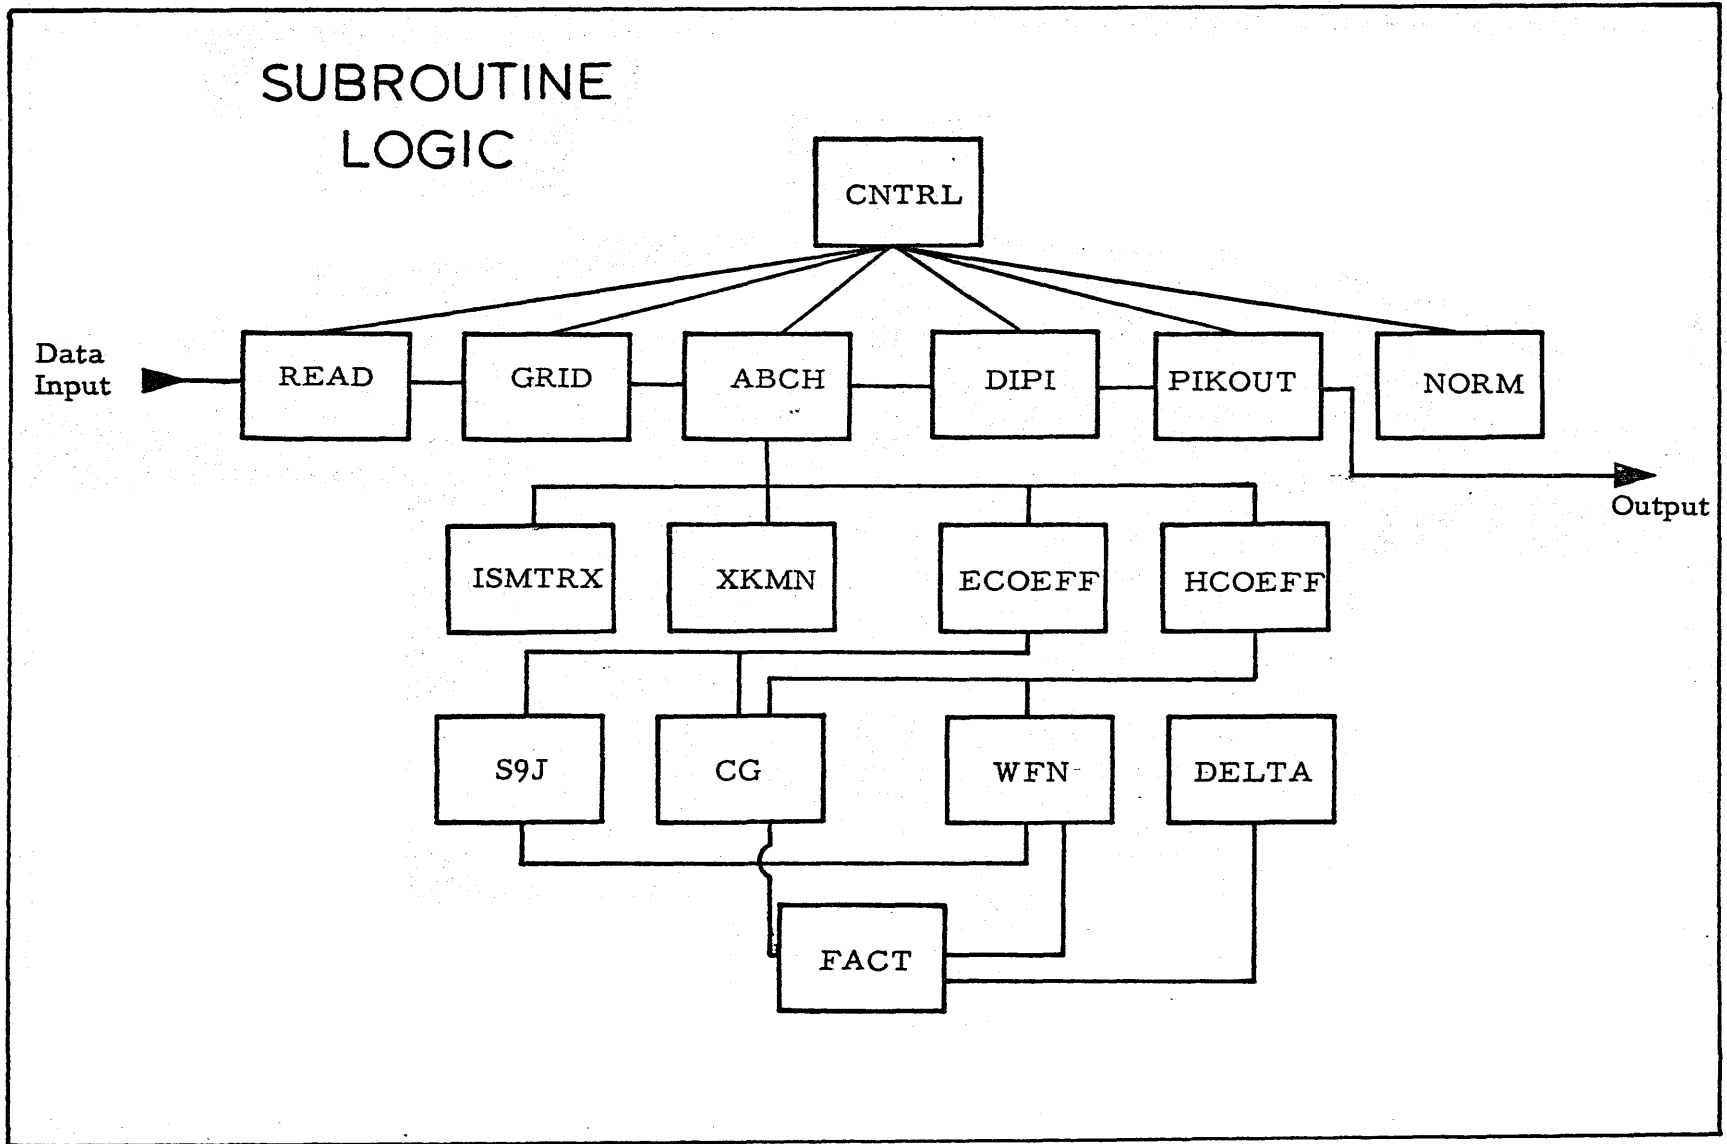 SUBROUTINE
LOGIC
CNTRL
Data
Input
READ
GRID
ABCH
DIPI
PIKOUT
NORM
Output
ISMTRX
XKMN
ECOEFF
HCOEFF
S9J
CG
WFN
DELTA
FACT